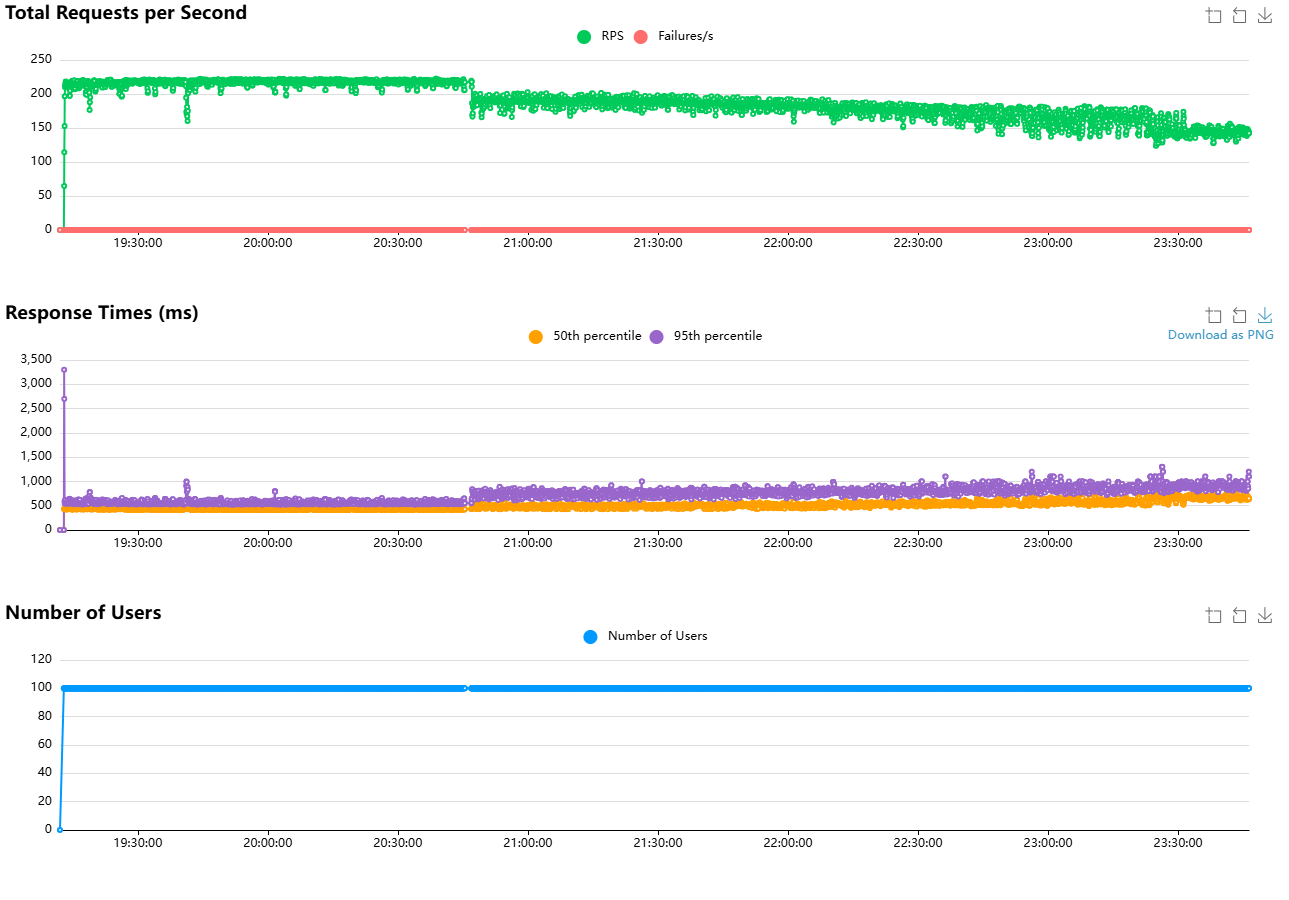 Total Requests per Second
RPS Failures/s
250
200
150
100
50
0
19:30:00 20:00:00 20:30:00 21:00:00 21:30:00 22:00:00 22:30:00 23:00:00 23:30:00
Response Times (ms)
Download as PNG
50th percentile 95th percentile
3,500
3,000
2,500
2,000
1,500
1,000
500
0
19:30:00 20:00:00 20:30:00 21:00:00 21:30:00 22:00:00 22:30:00 23:00:00 23:30:00
Number of Users
Number of Users
120
100
80
60
40
20
0
19:30:00 20:00:00 20:30:00 21:00:00 21:30:00 22:00:00 22:30:00 23:00:00 23:30:00